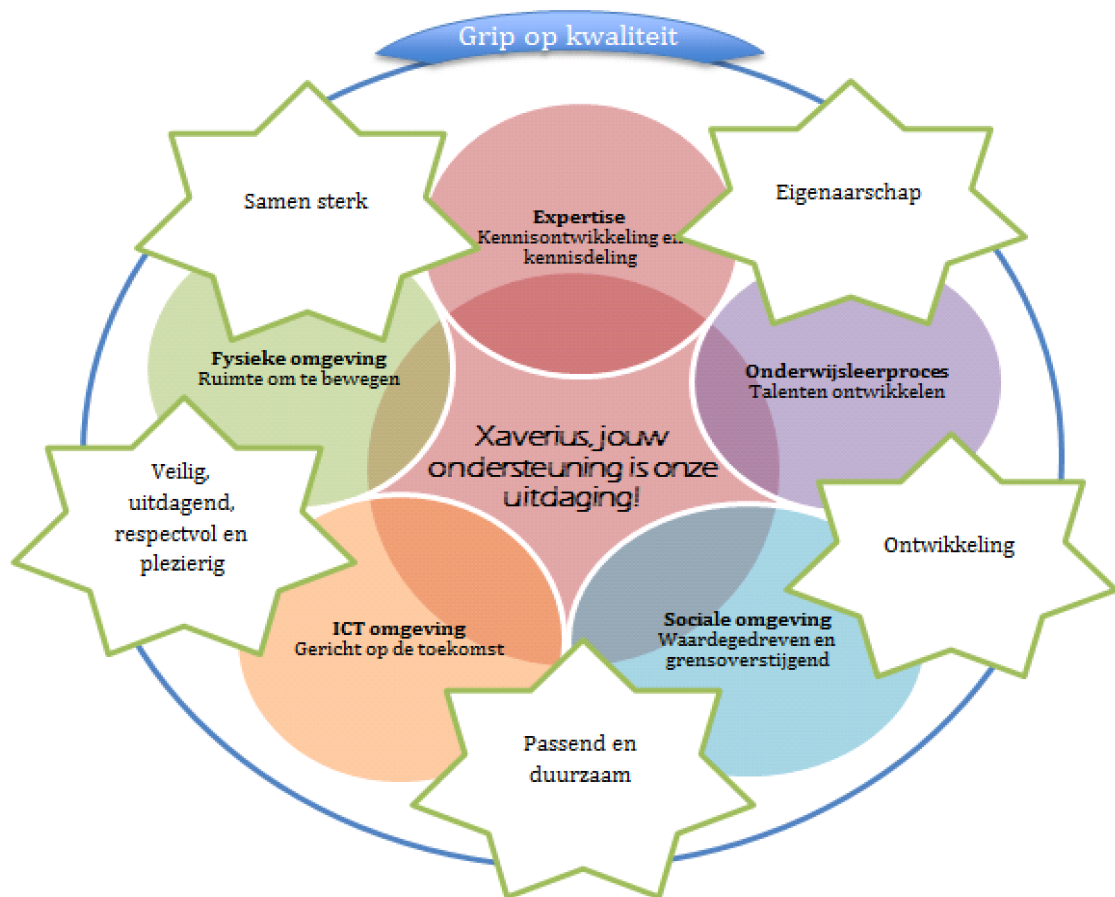 Grip op kwaliteit
Samen sterk
Eigenaarschap
Expertise
Kennisontwikkeling en
kennisdeling
Fysieke omgeving
Ruimte om te bewegen
Onderwijsleerproces
Talenten ontwikkelen
Xaverius, jouw
ondersteuning is onze
uitdaging!
Veilig,
uitdagend,
respectvol en
plezierig
Ontwikkeling
ICT omgeving
Gericht op de toekomst
Sociale omgeving
Waardegedreven en
grensoverstijgend
Passend en
duurzaam